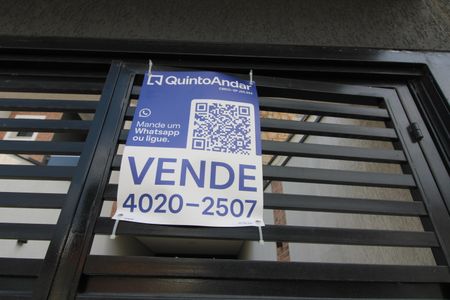 QuintoAndar
Mande um
Whatsapp
ou ligue.
VENDE
4020-2507